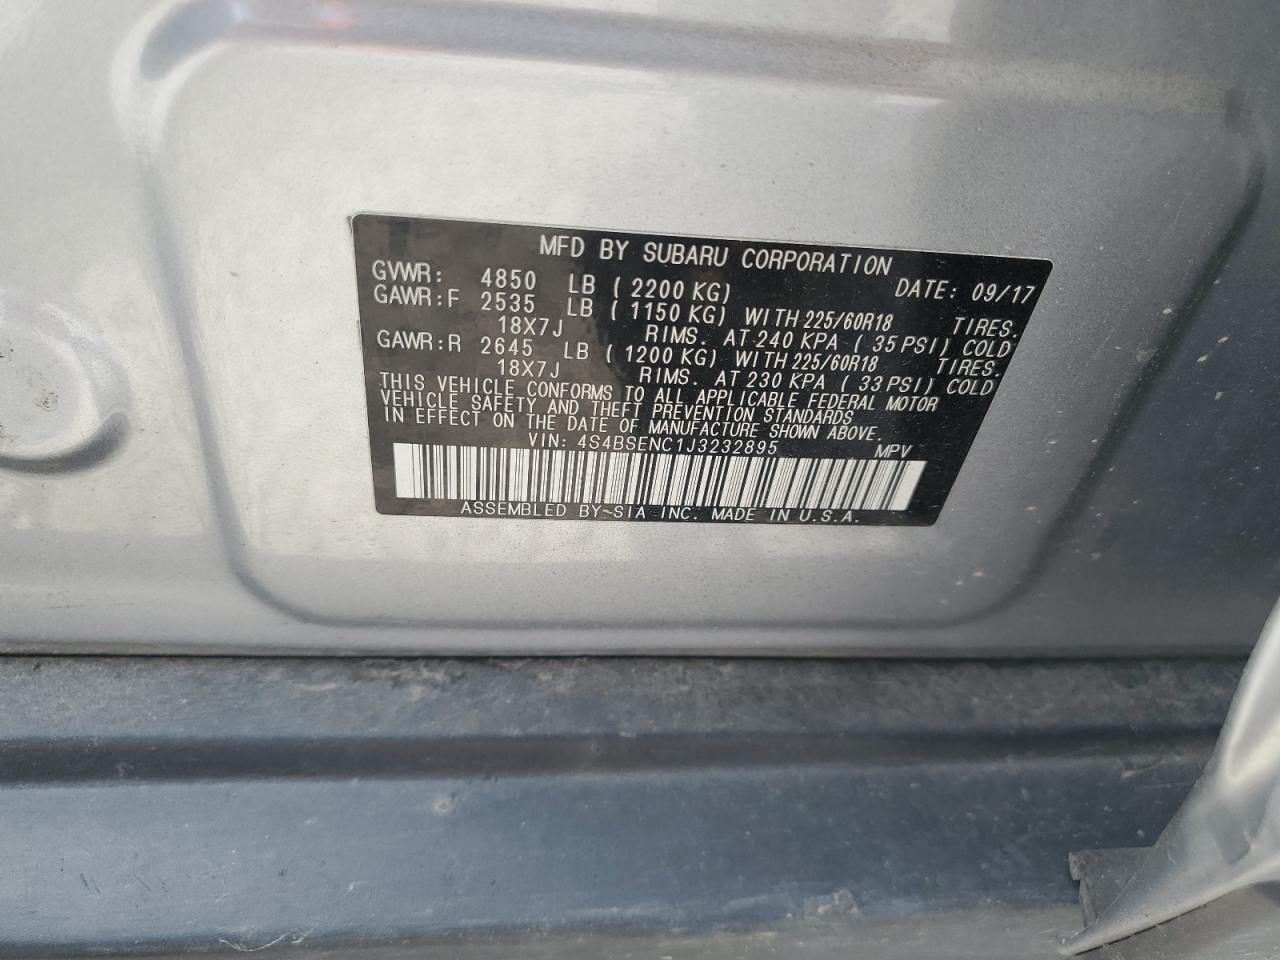 MFD BY SUBARU CORPORATION
GVWR: 4850 LB ( 2200 KG) DATE: 09/17
GAWR:F 2535 LB ( 1150 KG) WITH 225/60R18 TIRES.
18X7J RIMS. AT 240 KPA ( 35 PSI) COLD
GAWR:R 2645 LB ( 1200 KG) WITH 225/60R18 TIRES.
18X7J RIMS. AT 230 KPA ( 33 PSI) COLD
THIS VEHICLE CONFORMS TO ALL APPLICABLE FEDERAL MOTOR
VEHICLE SAFETY AND THEFT PREVENTION STANDARDS
IN EFFECT ON THE DATE OF MANUFACTURE SHOWN ABOVE.
VIN: 4S4BSENC1J3232895 MPV
ASSEMBLED BY-SIA INC. MADE IN U.S.A.